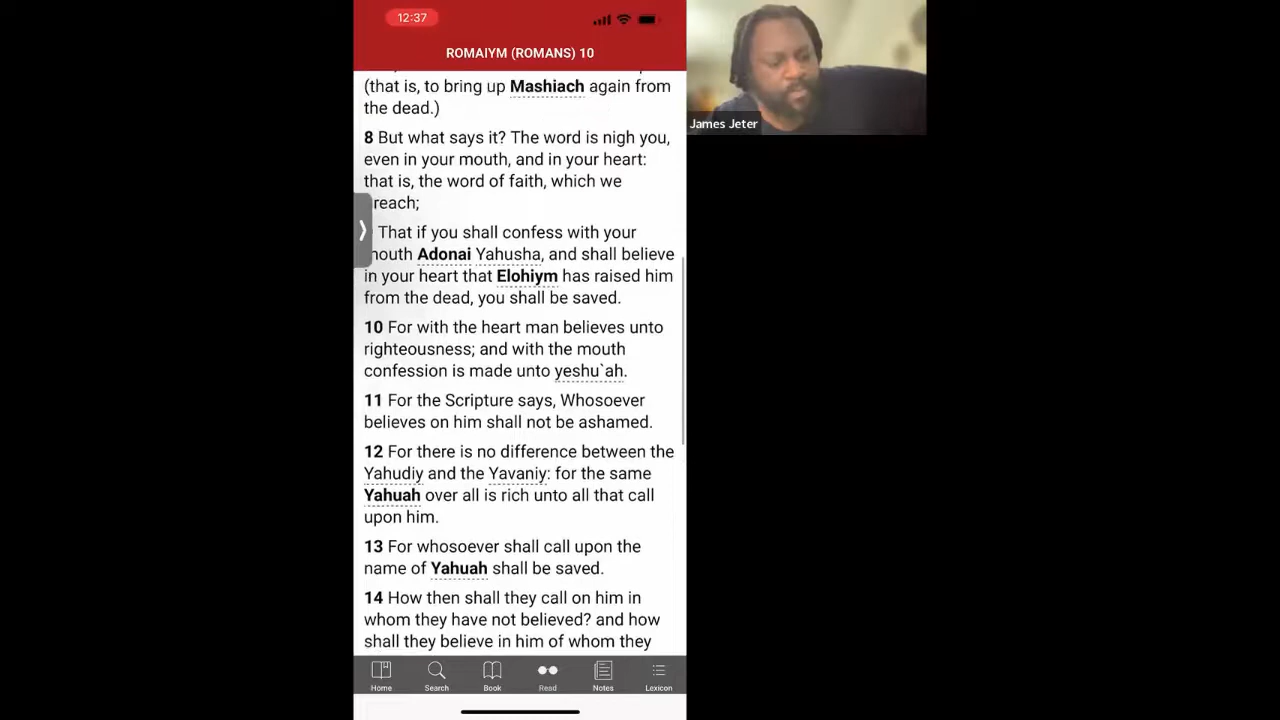 12:37
ROMAIYM (ROMANS) 10
(that is, to bring up Mashiach again from
the dead.)
8 But what says it? The word is nigh you,
even in your mouth, and in your heart:
that is, the word of faith, which we
reach;
That if you shall confess with your
outh Adonai Yahusha, and shall believe
in your heart that Elohiym has raised him
from the dead, you shall be saved.
10 For with the heart man believes unto
righteousness; and with the mouth
confession is made unto yeshu`ah.
11 For the Scripture says, Whosoever
believes on him shall not be ashamed.
12 For there is no difference between the
Yahudiy and the Yavaniy: for the same
Yahuah over all is rich unto all that call
upon him.
13 For whosoever shall call upon the
name of Yahuah shall be saved.
14 How then shall they call on him in
whom they have not believed? and how
shall they believe in him of whom they
Home Search Book Read Notes Lexicon
James Jeter